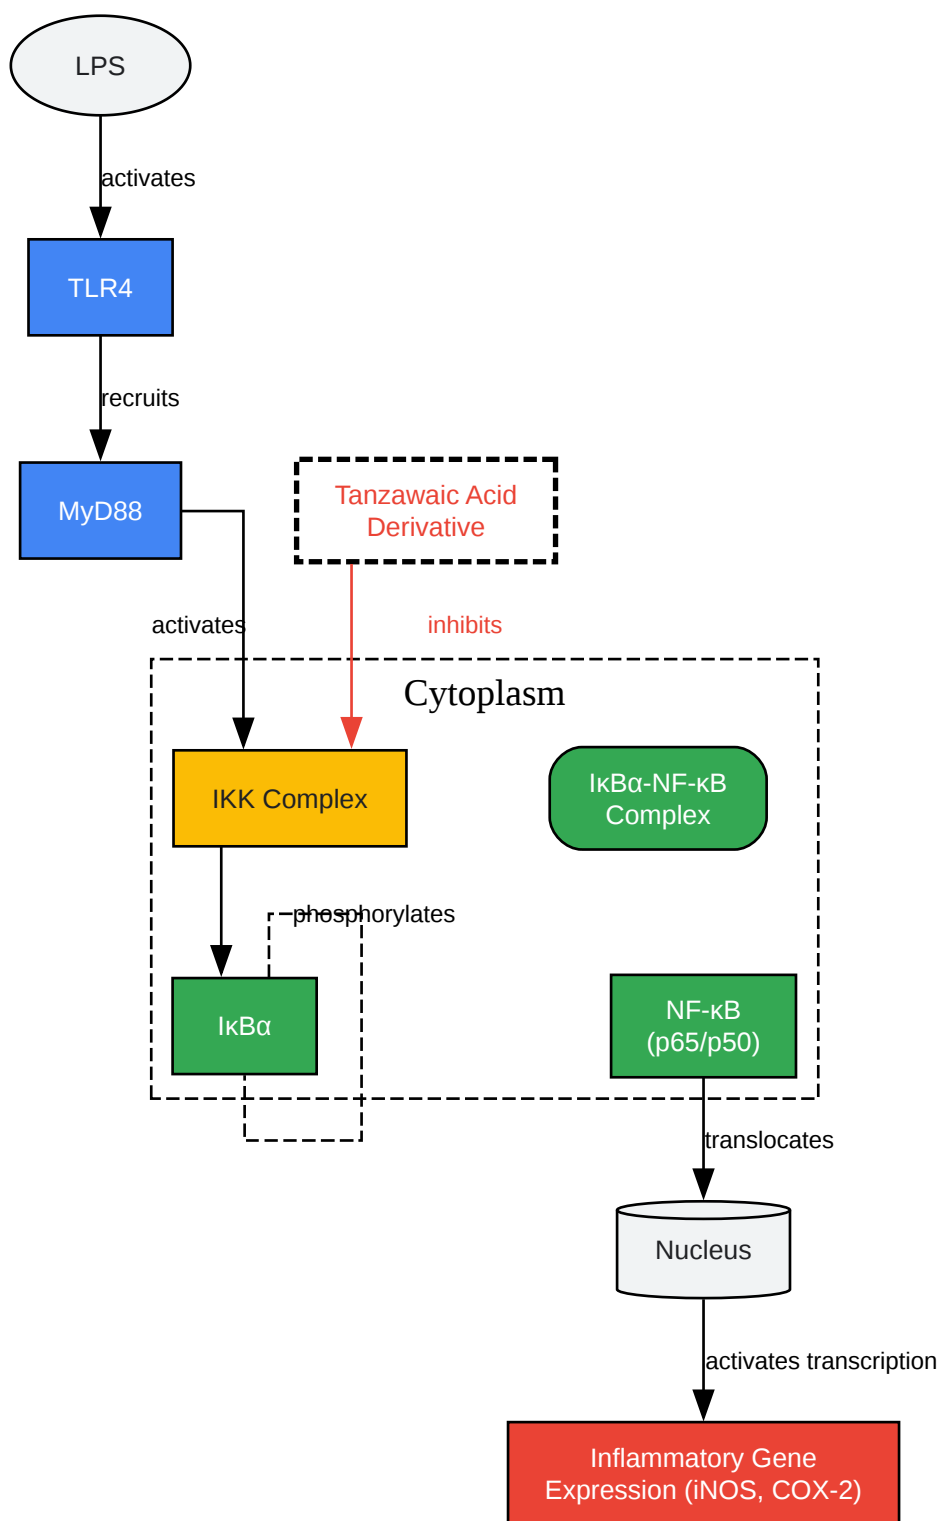 LPS
activates
TLR4
recruits
MyD88
Tanzawaic Acid
Derivative
activates
inhibits
Cytoplasm
IKK Complex
IκBα-NF-κB
Complex
phosphorylates
IκBα
NF-κB
(p65/p50)
translocates
Nucleus
activates transcription
Inflammatory Gene
Expression (iNOS, COX-2)